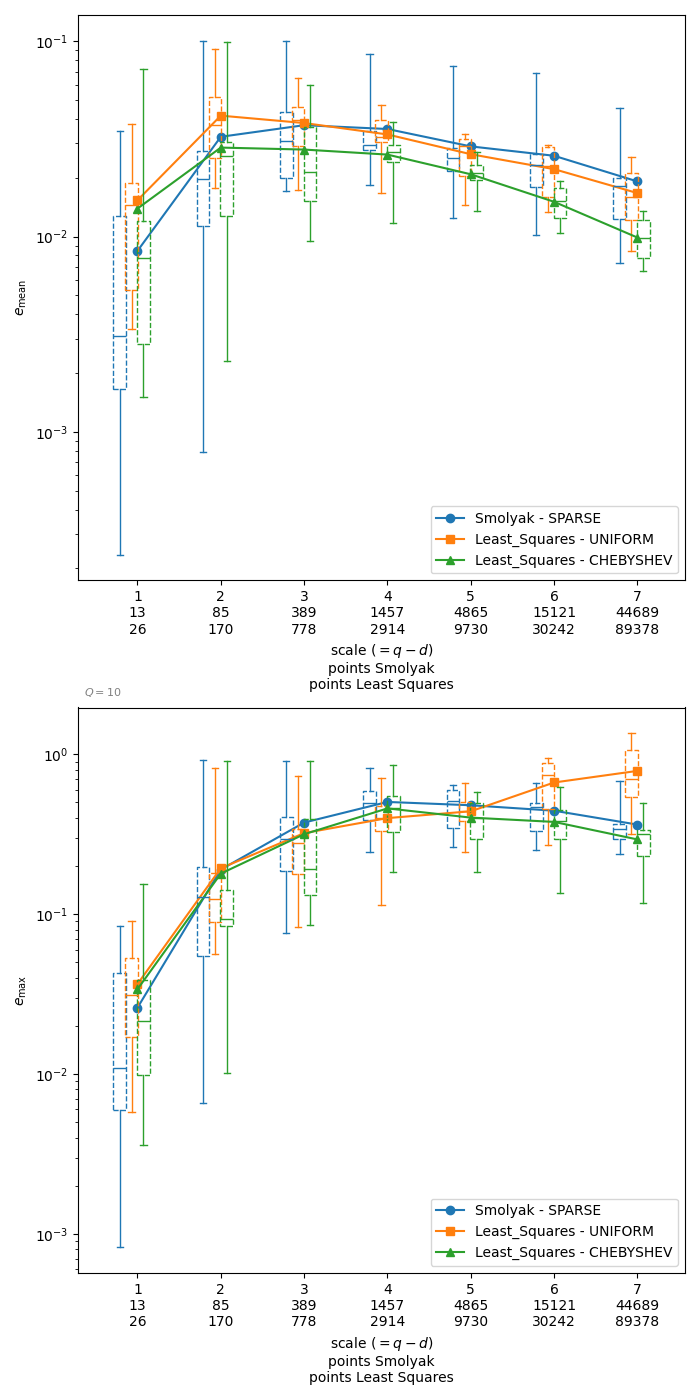 10⁻¹
10⁻²
10⁻³
e_mean
Smolyak - SPARSE
Least_Squares - UNIFORM
Least_Squares - CHEBYSHEV
1 2 3 4 5 6 7
13 85 389 1457 4865 15121 44689
26 170 778 2914 9730 30242 89378
scale (= q − d)
points Smolyak
points Least Squares
Q = 10
10⁰
10⁻¹
10⁻²
10⁻³
e_max
Smolyak - SPARSE
Least_Squares - UNIFORM
Least_Squares - CHEBYSHEV
1 2 3 4 5 6 7
13 85 389 1457 4865 15121 44689
26 170 778 2914 9730 30242 89378
scale (= q − d)
points Smolyak
points Least Squares